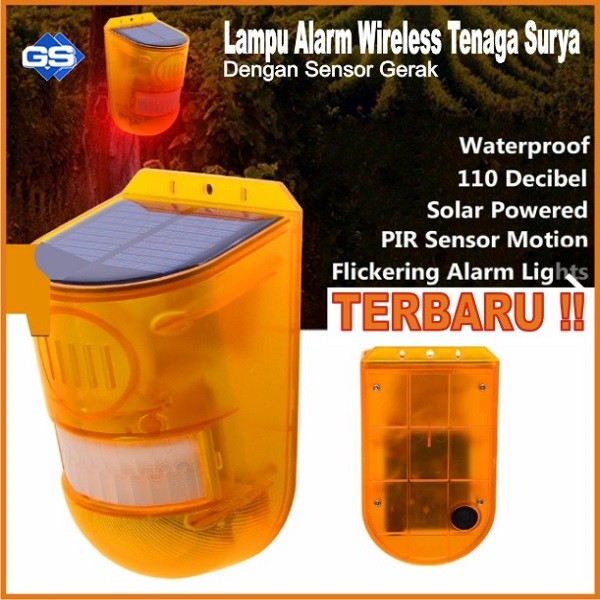 GS
Lampu Alarm Wireless Tenaga Surya
Dengan Sensor Gerak
Waterproof
110 Decibel
Solar Powered
PIR Sensor Motion
Flickering Alarm Lights
TERBARU !!